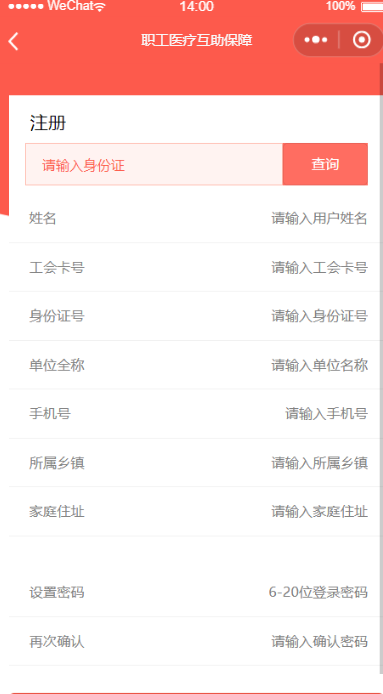 WeChat 14:00 100%
职工医疗互助保障
注册
请输入身份证 查询
姓名 请输入用户姓名
工会卡号 请输入工会卡号
身份证号 请输入身份证号
单位全称 请输入单位名称
手机号 请输入手机号
所属乡镇 请输入所属乡镇
家庭住址 请输入家庭住址
设置密码 6-20位登录密码
再次确认 请输入确认密码